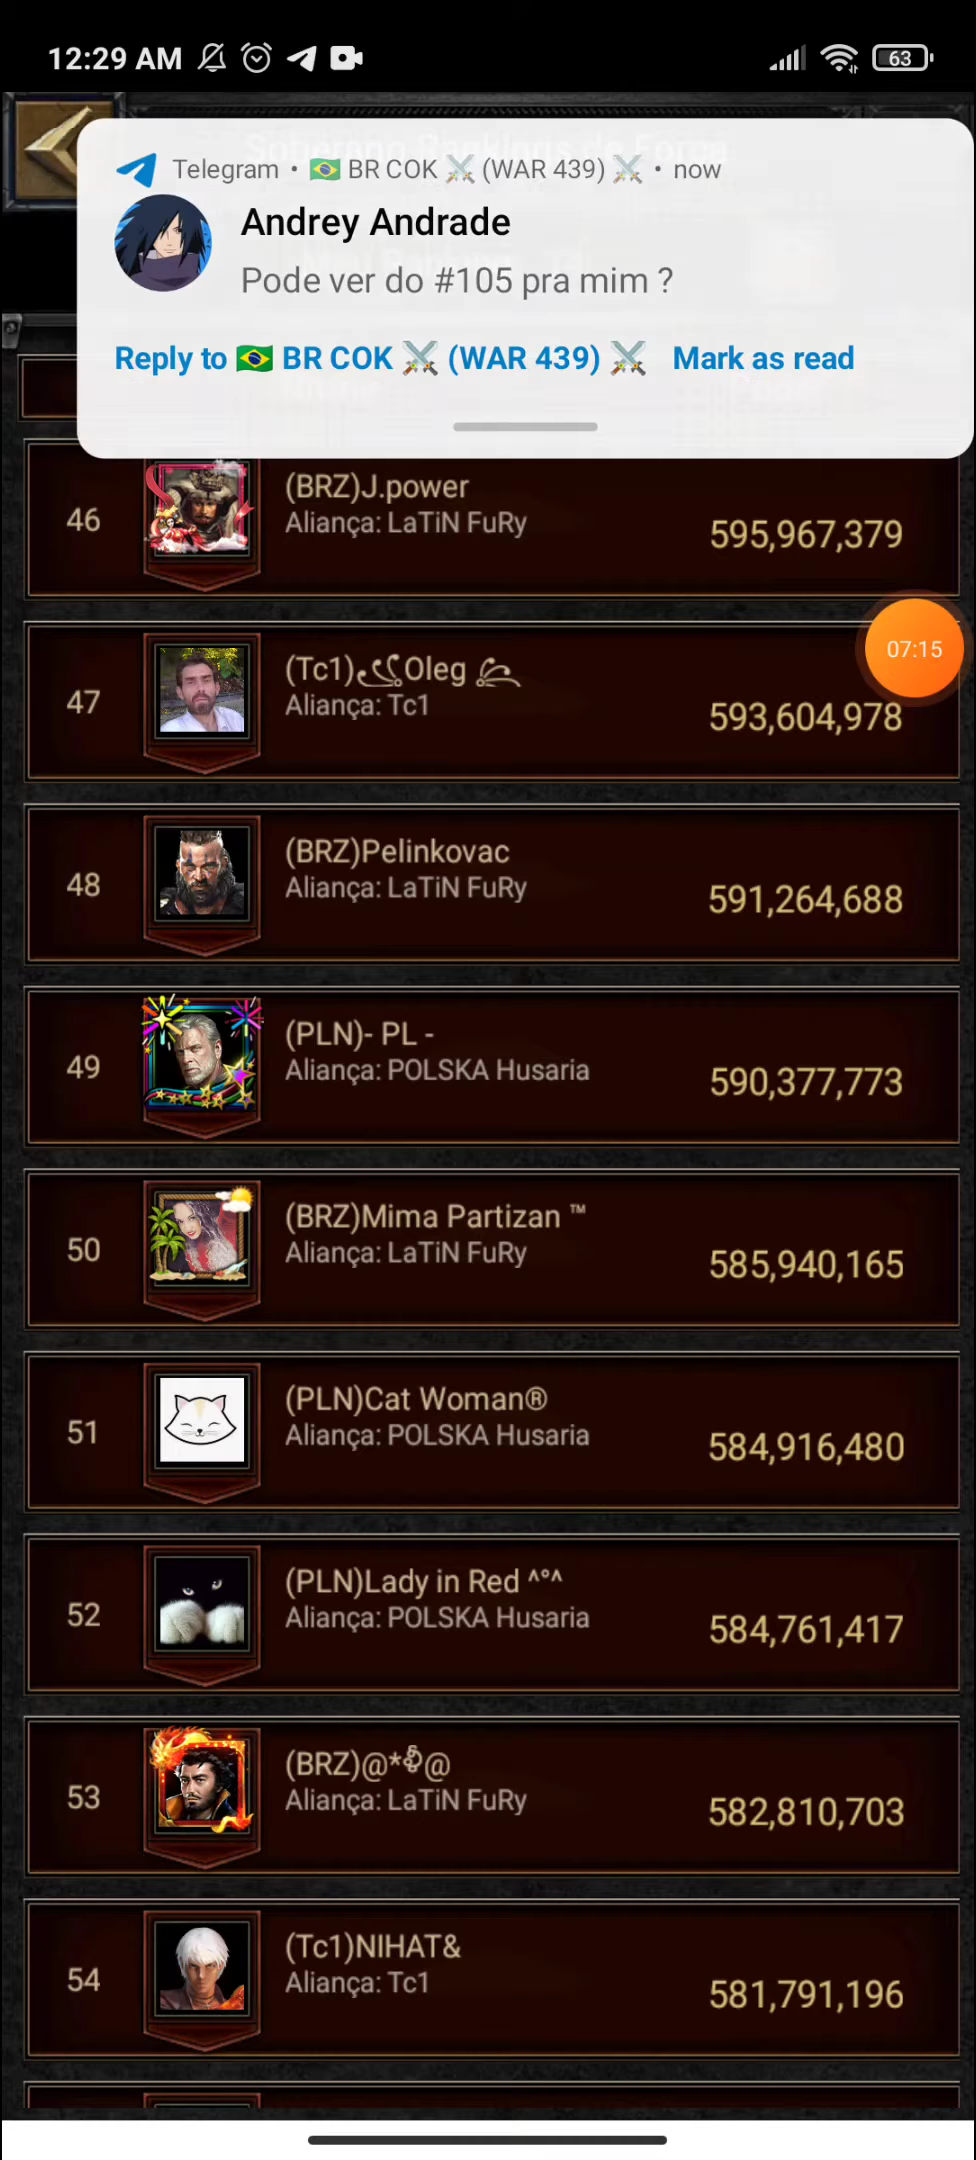 12:29 AM
63
Telegram • 🇧🇷 BR COK ⚔️ (WAR 439) ⚔️ • now
Andrey Andrade
Pode ver do #105 pra mim ?
Reply to 🇧🇷 BR COK ⚔️ (WAR 439) ⚔️ Mark as read
46
(BRZ)J.power
Aliança: LaTiN FuRy
595,967,379
07:15
47
(Tc1) Oleg
Aliança: Tc1
593,604,978
48
(BRZ)Pelinkovac
Aliança: LaTiN FuRy
591,264,688
49
(PLN)- PL -
Aliança: POLSKA Husaria
590,377,773
50
(BRZ)Mima Partizan ™
Aliança: LaTiN FuRy
585,940,165
51
(PLN)Cat Woman®
Aliança: POLSKA Husaria
584,916,480
52
(PLN)Lady in Red ^°^
Aliança: POLSKA Husaria
584,761,417
53
(BRZ)@* @
Aliança: LaTiN FuRy
582,810,703
54
(Tc1)NIHAT&
Aliança: Tc1
581,791,196